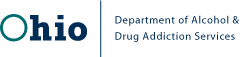 Ohio
Department of Alcohol &
Drug Addiction Services